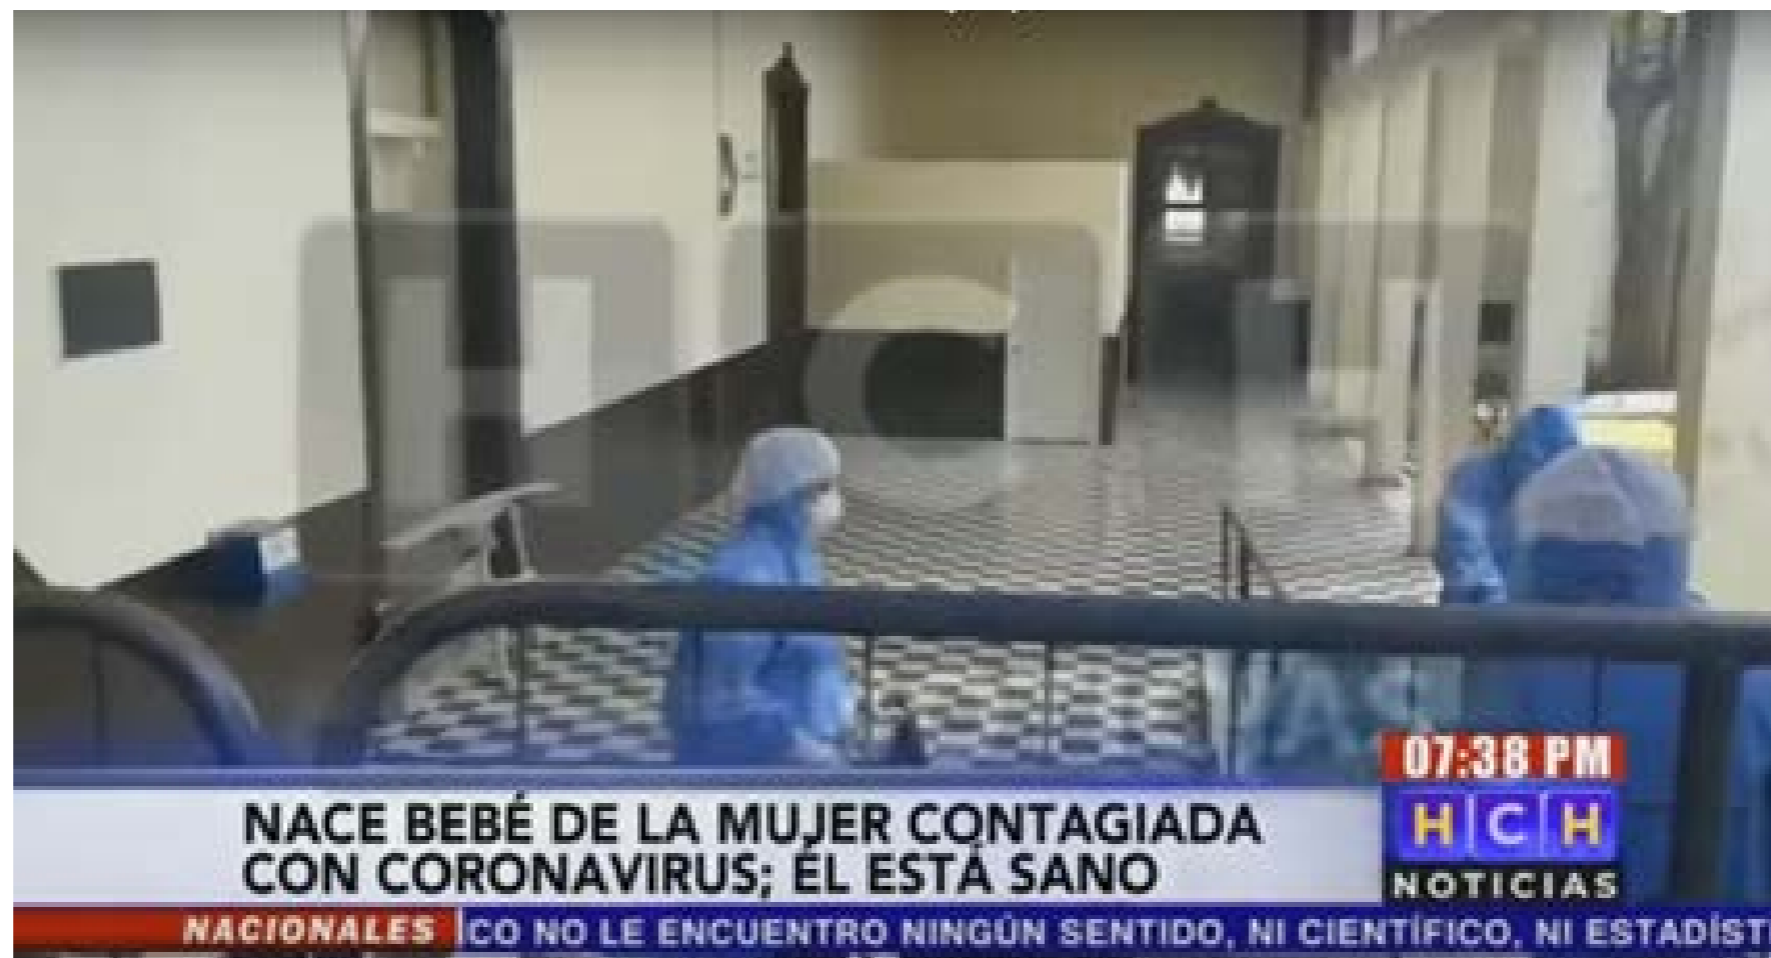 07:38 PM
NACE BEBÉ DE LA MUJER CONTAGIADA
CON CORONAVIRUS; ÉL ESTÁ SANO
HCH
NOTICIAS
NACIONALES
CO NO LE ENCUENTRO NINGÚN SENTIDO, NI CIENTÍFICO, NI ESTADÍST